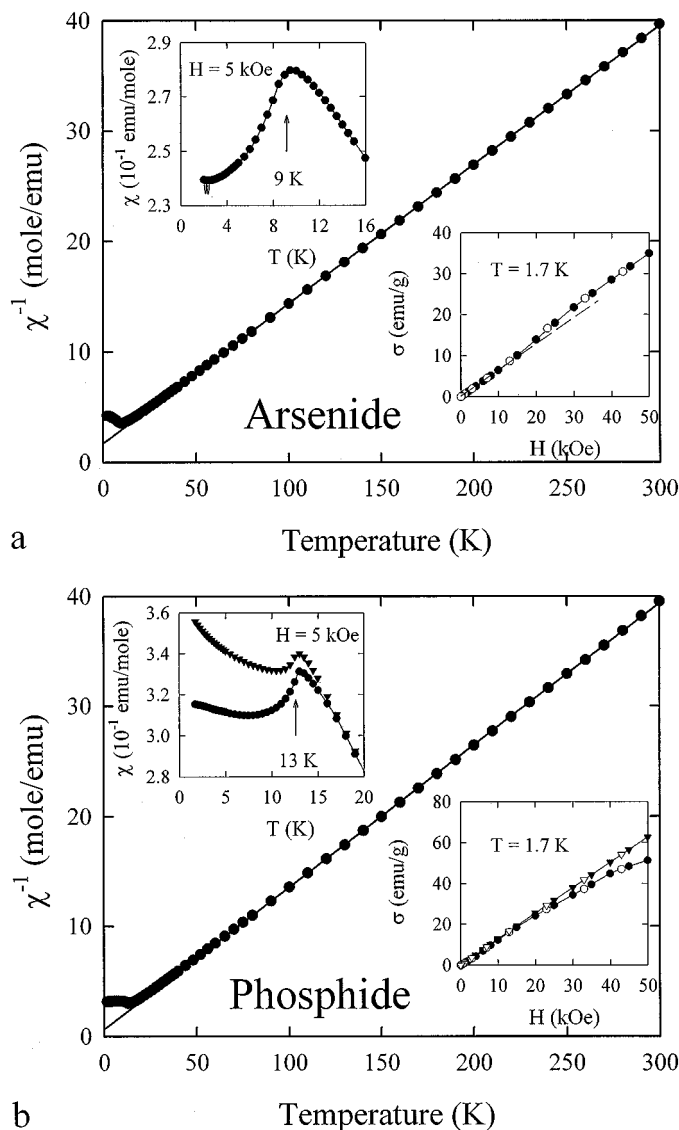 a
40
30
20
10
0
χ⁻¹ (mole/emu)
0 50 100 150 200 250 300
Temperature (K)
Arsenide
2.9
2.7
2.5
2.3
χ (10⁻¹ emu/mole)
H = 5 kOe
9 K
0 4 8 12 16
T (K)
40
30
20
10
0
σ (emu/g)
T = 1.7 K
0 10 20 30 40 50
H (kOe)
b
40
30
20
10
0
χ⁻¹ (mole/emu)
0 50 100 150 200 250 300
Temperature (K)
Phosphide
3.6
3.4
3.2
3.0
2.8
χ (10⁻¹ emu/mole)
H = 5 kOe
13 K
0 5 10 15 20
T (K)
80
60
40
20
0
σ (emu/g)
T = 1.7 K
0 10 20 30 40 50
H (kOe)